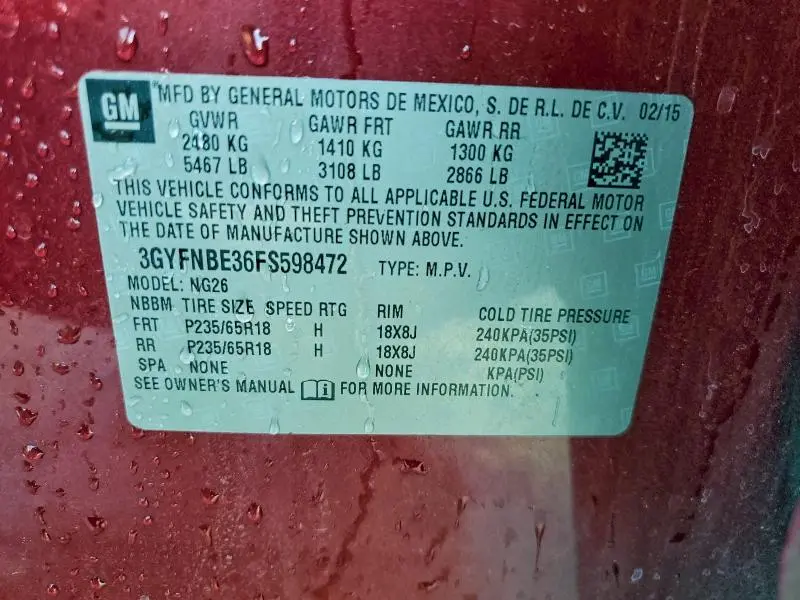 GM
MFD BY GENERAL MOTORS DE MEXICO, S. DE R.L. DE C.V. 02/15
GVWR GAWR FRT GAWR RR
2480 KG 1410 KG 1300 KG
5467 LB 3108 LB 2866 LB
THIS VEHICLE CONFORMS TO ALL APPLICABLE U.S. FEDERAL MOTOR
VEHICLE SAFETY AND THEFT PREVENTION STANDARDS IN EFFECT ON
THE DATE OF MANUFACTURE SHOWN ABOVE.
3GYFNBE36FS598472 TYPE: M.P.V.
MODEL: NG26
NBBM TIRE SIZE SPEED RTG RIM COLD TIRE PRESSURE
FRT P235/65R18 H 18X8J 240KPA(35PSI)
RR P235/65R18 H 18X8J 240KPA(35PSI)
SPA NONE NONE KPA(PSI)
SEE OWNER'S MANUAL FOR MORE INFORMATION.